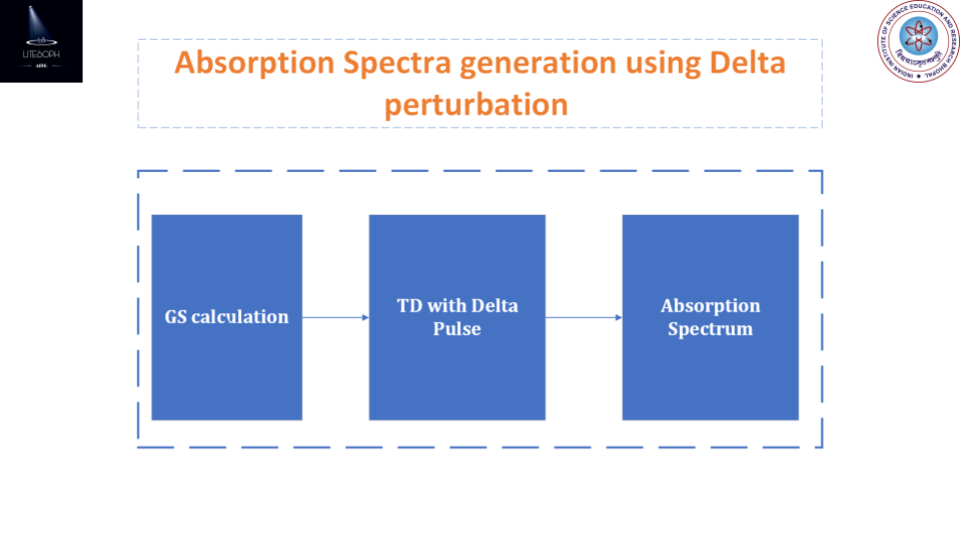 LITESOPH
Absorption Spectra generation using Delta
perturbation
INDIAN INSTITUTE OF SCIENCE EDUCATION AND RESEARCH BHOPAL
GS calculation
TD with Delta
Pulse
Absorption
Spectrum